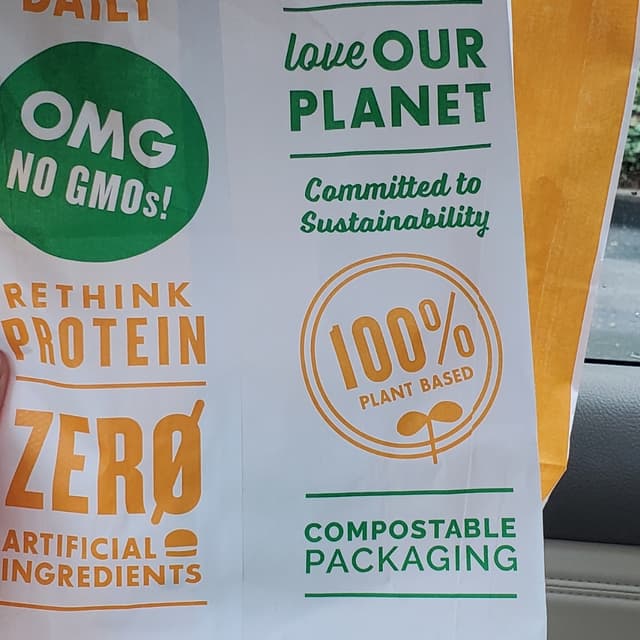 DAILY
OMG
NO GMOs!
RETHINK
PROTEIN
ZERØ
ARTIFICIAL
INGREDIENTS
love OUR
PLANET
Committed to
Sustainability
100%
PLANT BASED
COMPOSTABLE
PACKAGING